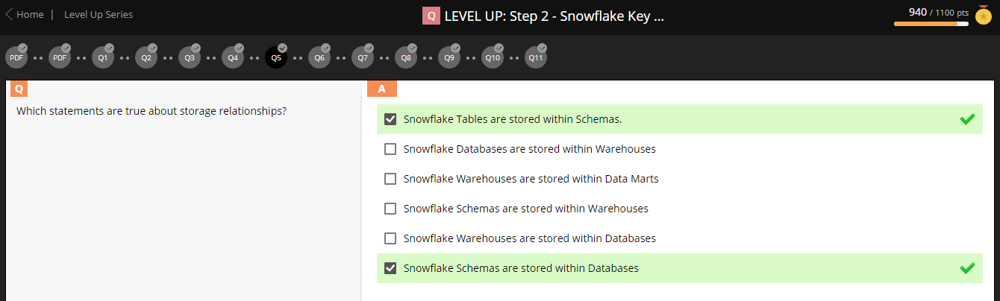 Home | Level Up Series
Q LEVEL UP: Step 2 - Snowflake Key ...
940 / 1100 pts
PDF PDF Q1 Q2 Q3 Q4 Q5 Q6 Q7 Q8 Q9 Q10 Q11
Q
Which statements are true about storage relationships?
A
Snowflake Tables are stored within Schemas.
Snowflake Databases are stored within Warehouses
Snowflake Warehouses are stored within Data Marts
Snowflake Schemas are stored within Warehouses
Snowflake Warehouses are stored within Databases
Snowflake Schemas are stored within Databases